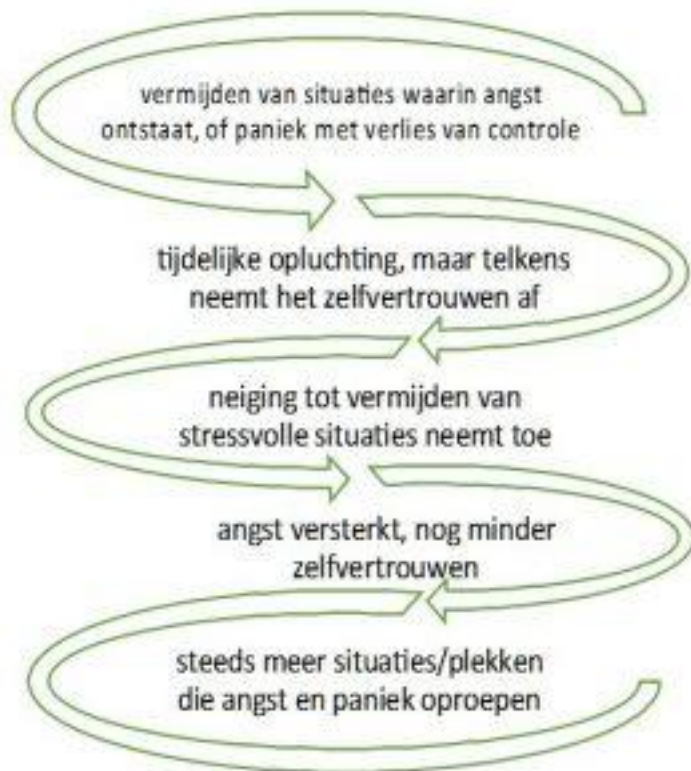 vermijden van situaties waarin angst
ontstaat, of paniek met verlies van controle
tijdelijke opluchting, maar telkens
neemt het zelfvertrouwen af
neiging tot vermijden van
stressvolle situaties neemt toe
angst versterkt, nog minder
zelfvertrouwen
steeds meer situaties/plekken
die angst en paniek oproepen